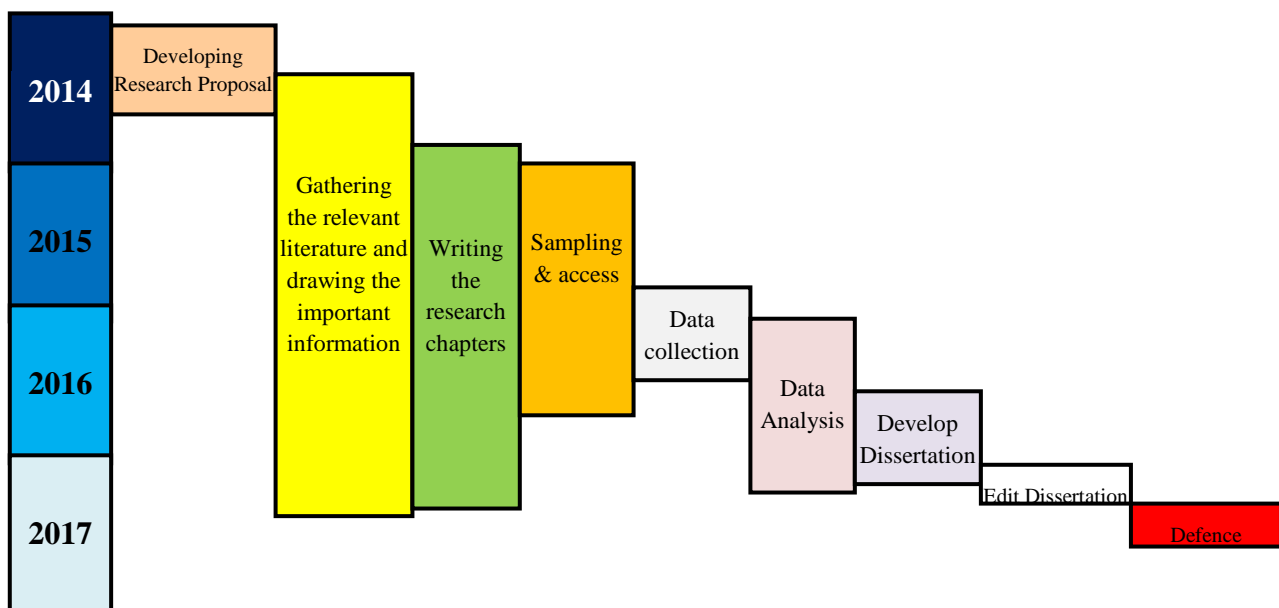 2014
2015
2016
2017
Developing
Research Proposal
Gathering
the relevant
literature and
drawing the
important
information
Writing
the
research
chapters
Sampling
& access
Data
collection
Data
Analysis
Develop
Dissertation
Edit Dissertation
Defence